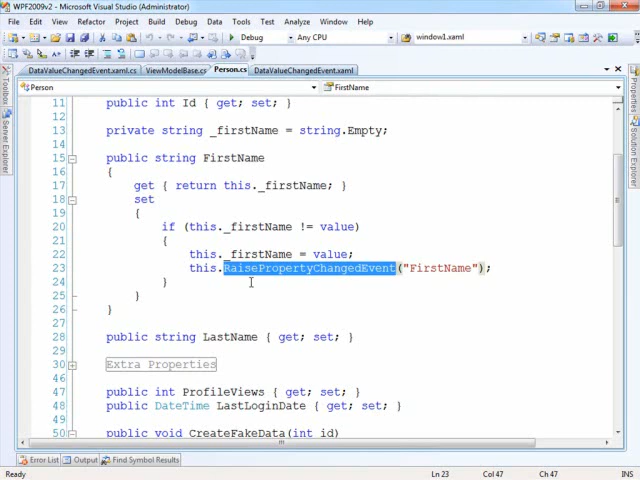 WPF2009v2 - Microsoft Visual Studio (Administrator)
File Edit View Refactor Project Build Debug Data Tools Test Analyze Window Help
Debug Any CPU window1.xaml
DataValueChangedEvent.xaml.cs ViewModelBase.cs Person.cs DataValueChangedEvent.xaml
Person FirstName
Toolbox
Server Explorer
Properties
Solution Explorer
11 public int Id { get; set; }
12
13 private string _firstName = string.Empty;
14
15 public string FirstName
16 {
17 get { return this._firstName; }
18 set
19 {
20 if (this._firstName != value)
21 {
22 this._firstName = value;
23 this.RaisePropertyChangedEvent("FirstName");
24 }
25 }
26 }
27
28 public string LastName { get; set; }
29
30 Extra Properties
46
47 public int ProfileViews { get; set; }
48 public DateTime LastLoginDate { get; set; }
49
50 public void CreateFakeData(int id)
Error List Output Find Symbol Results
Ready Ln 23 Col 47 Ch 47 INS